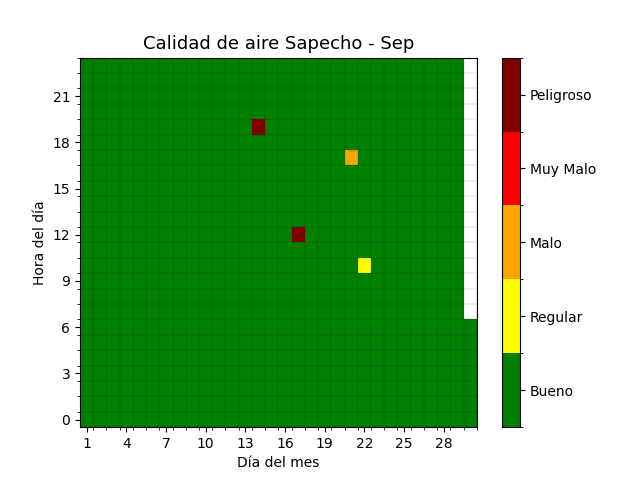 Calidad de aire Sapecho - Sep
21
18
15
12
9
6
3
0
Hora del día
1 4 7 10 13 16 19 22 25 28
Día del mes
Peligroso
Muy Malo
Malo
Regular
Bueno